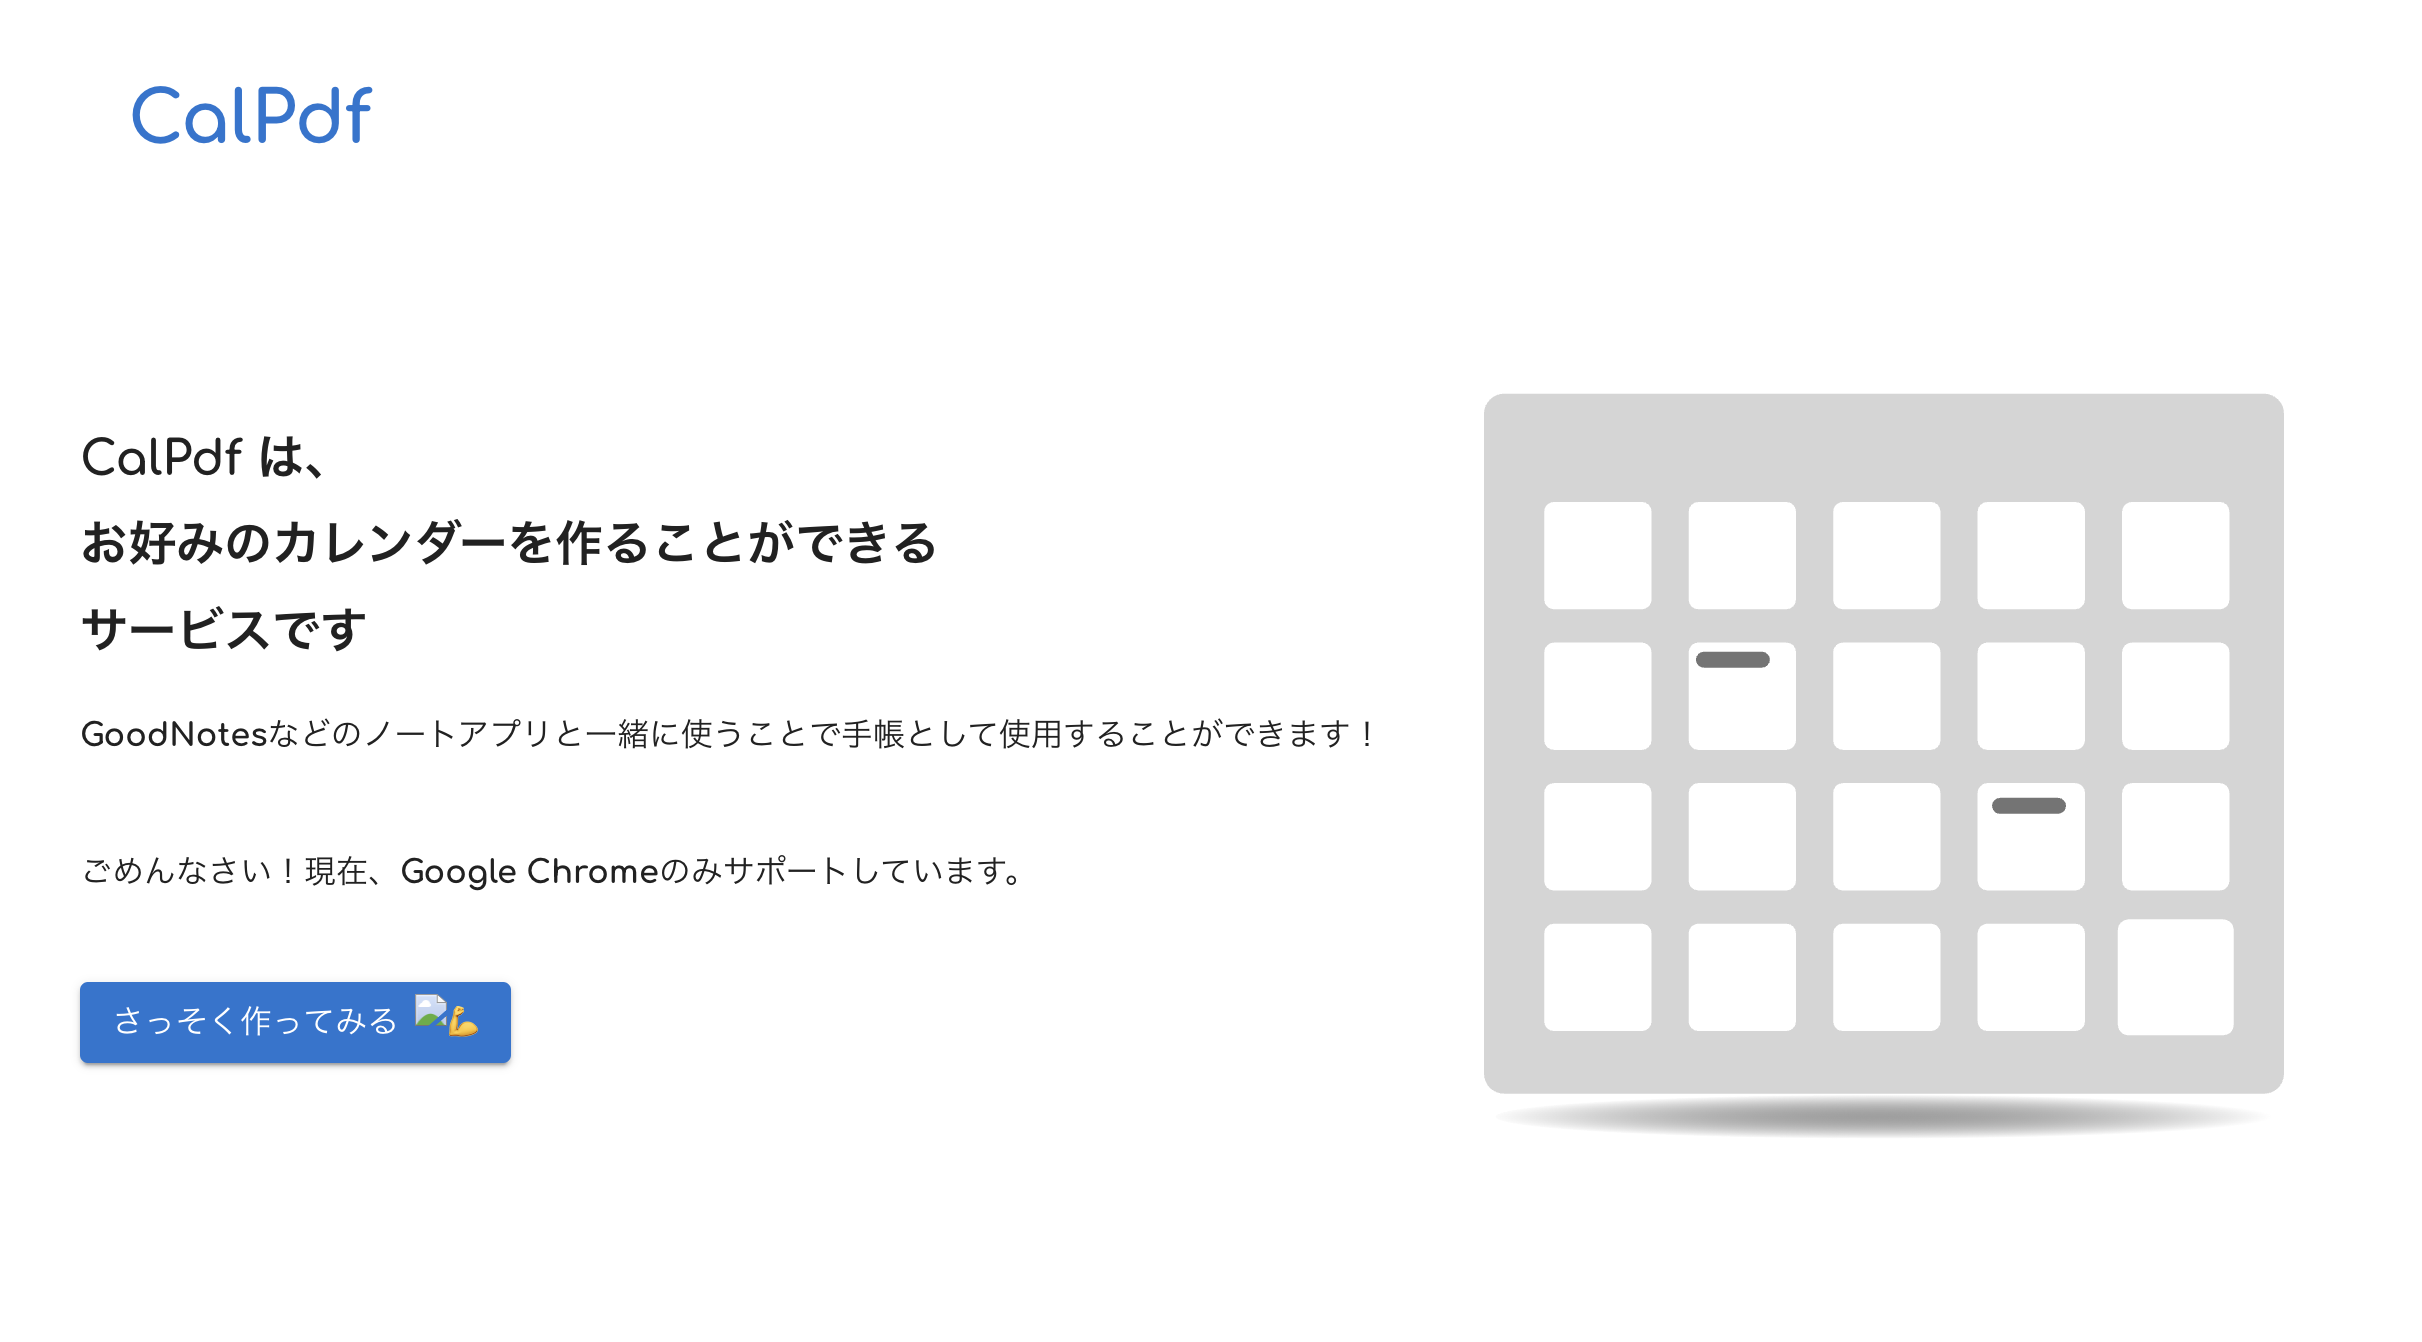 CalPdf
CalPdf は、
お好みのカレンダーを作ることができる
サービスです
GoodNotesなどのノートアプリと一緒に使うことで手帳として使用することができます！
ごめんなさい！現在、Google Chromeのみサポートしています。
さっそく作ってみる 💪